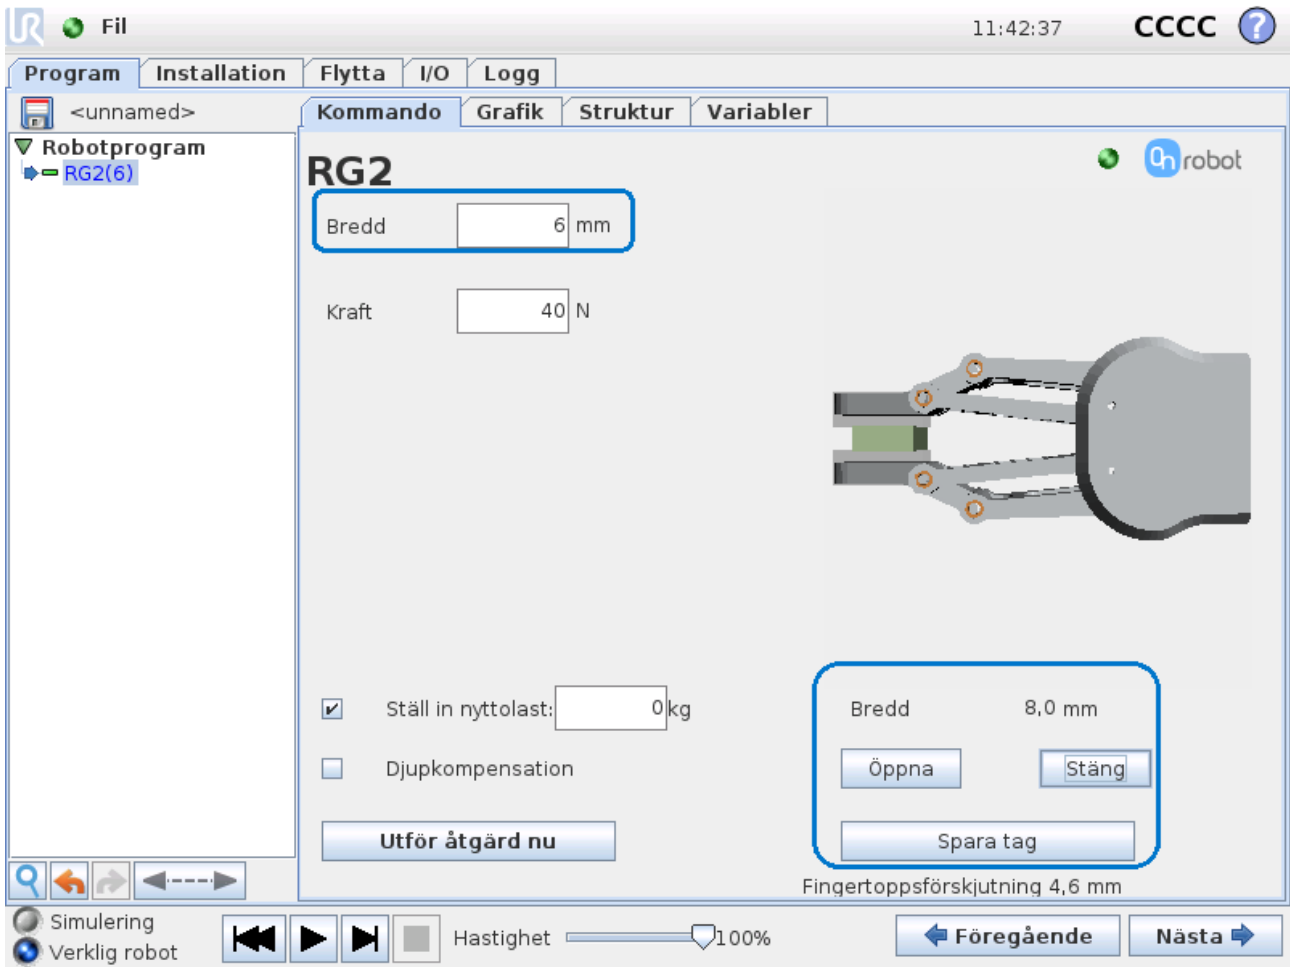 UR Fil 11:42:37 CCCC ?
Program Installation Flytta I/O Logg
<unnamed> Kommando Grafik Struktur Variabler
Robotprogram
RG2(6)
RG2
On robot
Bredd 6 mm
Kraft 40 N
Ställ in nyttolast: 0 kg
Bredd 8,0 mm
Djupkompensation
Öppna Stäng
Utför åtgärd nu
Spara tag
Fingertoppsförskjutning 4,6 mm
Simulering
Verklig robot
Hastighet 100%
Föregående Nästa